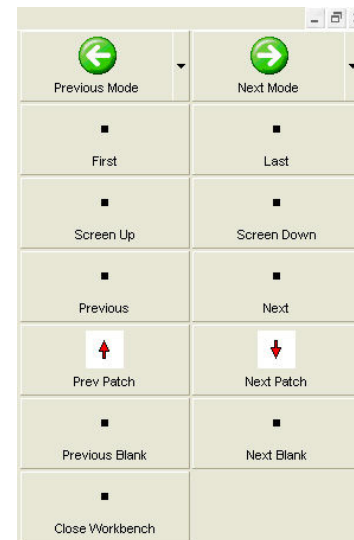 Previous Mode
Next Mode
First
Last
Screen Up
Screen Down
Previous
Next
Prev Patch
Next Patch
Previous Blank
Next Blank
Close Workbench